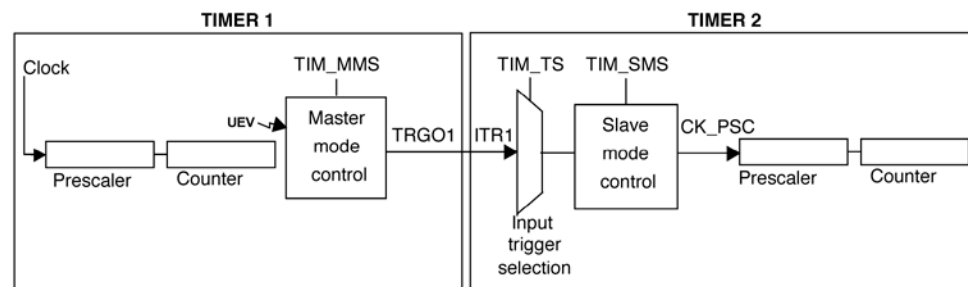 TIMER 1
TIMER 2
Clock
TIM_MMS
TIM_TS
TIM_SMS
UEV
Master
mode
control
TRGO1
ITR1
Slave
mode
control
CK_PSC
Prescaler
Counter
Prescaler
Counter
Input
trigger
selection